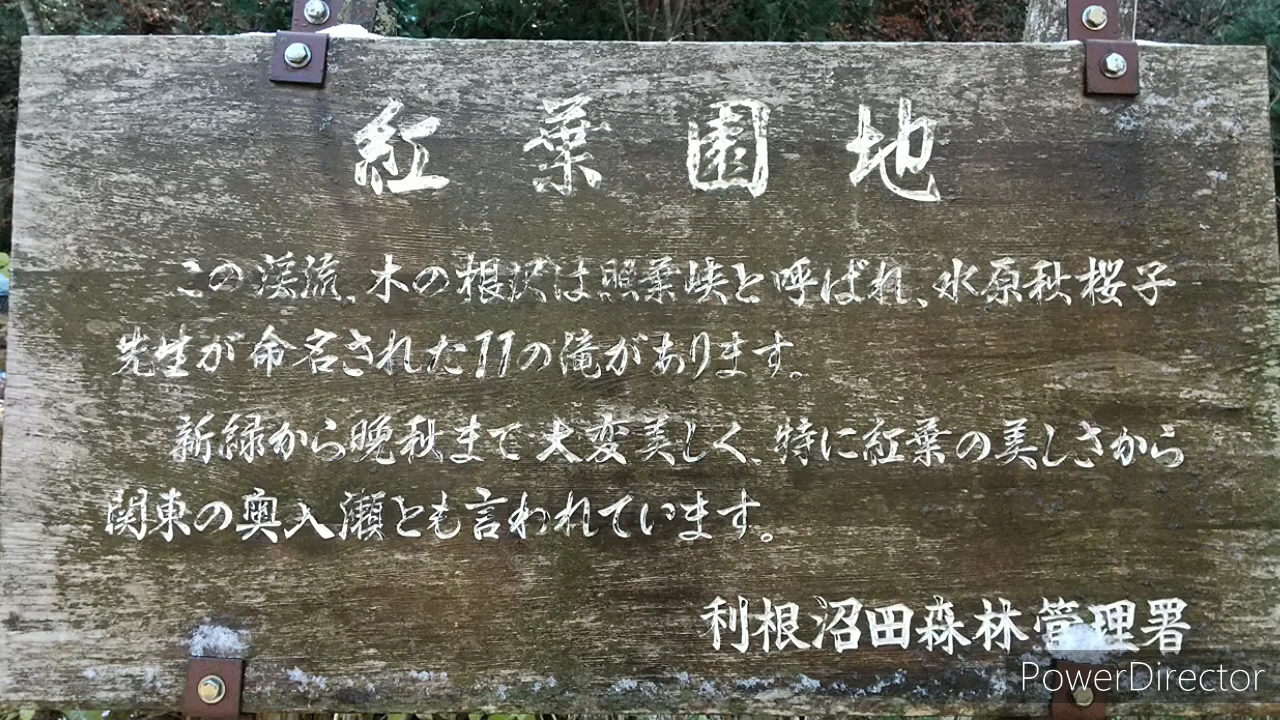 紅葉園地
この渓流、木の根沢は照葉峡と呼ばれ、水原秋桜子
先生が命名された11の滝があります。
新緑から晩秋まで大変美しく、特に紅葉の美しさから
関東の奥入瀬とも言われています。
利根沼田森林管理署
PowerDirector